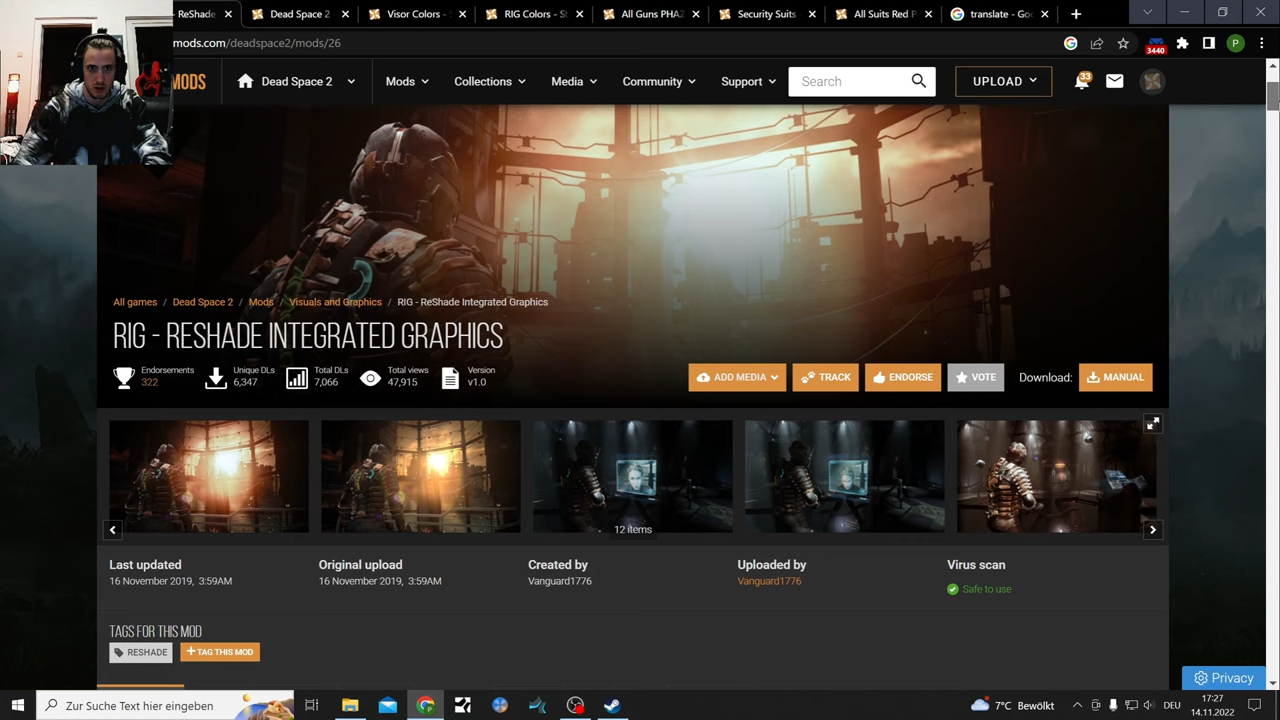 - ReShade
Dead Space 2
Visor Colors - S
RIG Colors - St
All Guns PHAZ
Security Suits
All Suits Red P
translate - Goo
mods.com/deadspace2/mods/26
3440
P
MODS
Dead Space 2
Mods
Collections
Media
Community
Support
Search
UPLOAD
33
All games / Dead Space 2 / Mods / Visuals and Graphics / RIG - ReShade Integrated Graphics
RIG - RESHADE INTEGRATED GRAPHICS
Endorsements
322
Unique DLs
6,347
Total DLs
7,066
Total views
47,915
Version
v1.0
ADD MEDIA
TRACK
ENDORSE
VOTE
Download:
MANUAL
12 items
Last updated
16 November 2019, 3:59AM
Original upload
16 November 2019, 3:59AM
Created by
Vanguard1776
Uploaded by
Vanguard1776
Virus scan
Safe to use
TAGS FOR THIS MOD
RESHADE
+ TAG THIS MOD
Privacy
Zur Suche Text hier eingeben
7°C Bewölkt
DEU
17:27
14.11.2022